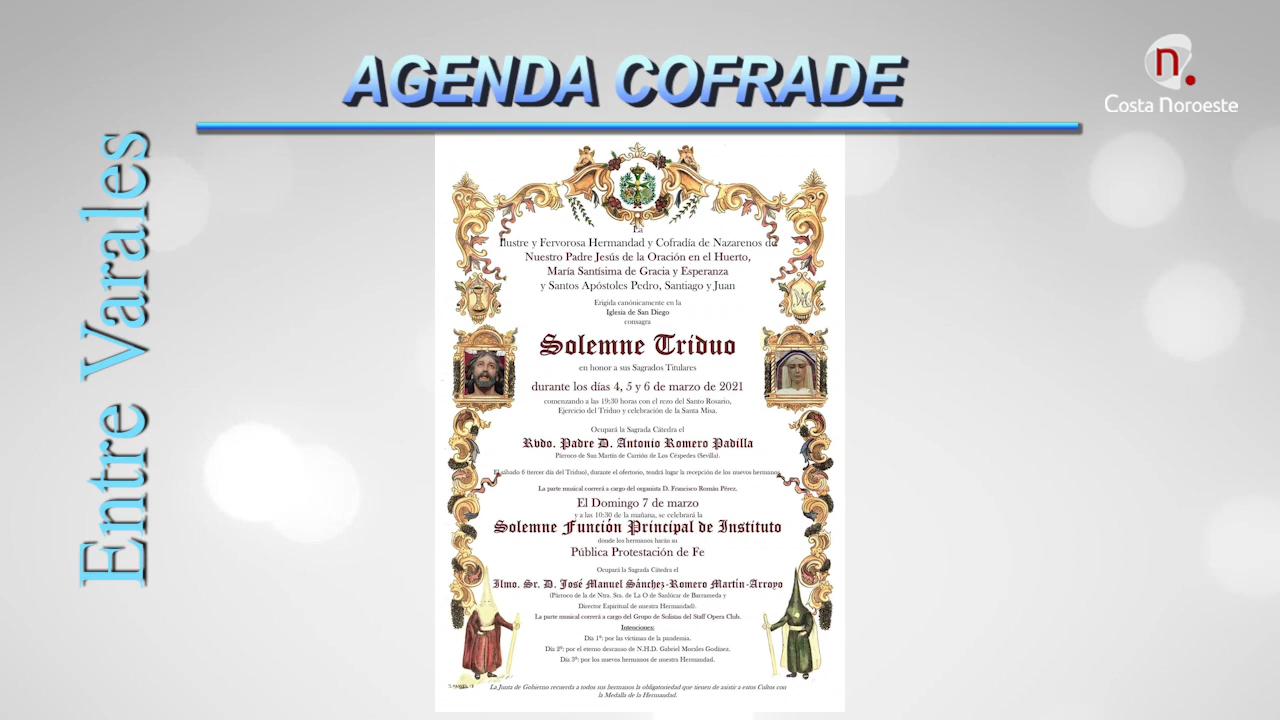 AGENDA COFRADE
n.
Costa Noroeste
Entre Varales
La
Ilustre y Fervorosa Hermandad y Cofradía de Nazarenos de
Nuestro Padre Jesús de la Oración en el Huerto,
María Santísima de Gracia y Esperanza
y Santos Apóstoles Pedro, Santiago y Juan
Erigida canónicamente en la
Iglesia de San Diego
consagra
Solemne Triduo
en honor a sus Sagrados Titulares
durante los días 4, 5 y 6 de marzo de 2021
comenzando a las 19:30 horas con el rezo del Santo Rosario,
Ejercicio del Triduo y celebración de la Santa Misa.
Ocupará la Sagrada Cátedra el
Rvdo. Padre D. Antonio Romero Padilla
Párroco de San Martín de Carrión de Los Céspedes (Sevilla).
El sábado 6 (tercer día del Triduo), durante el ofertorio, tendrá lugar la recepción de los nuevos hermanos.
La parte musical correrá a cargo del organista D. Francisco Román Pérez.
El Domingo 7 de marzo
y a las 10:30 de la mañana, se celebrará la
Solemne Función Principal de Instituto
donde los hermanos harán su
Pública Protestación de Fe
Ocupará la Sagrada Cátedra el
Ilmo. Sr. D. José Manuel Sánchez-Romero Martín-Arroyo
(Párroco de la de Ntra. Sra. de La O de Sanlúcar de Barrameda y
Director Espiritual de nuestra Hermandad).
La parte musical correrá a cargo del Grupo de Solistas del Staff Opera Club.
Intenciones:
Día 1º: por las víctimas de la pandemia.
Día 2º: por el eterno descanso de N.H.D. Gabriel Morales Godínez.
Día 3º: por los nuevos hermanos de nuestra Hermandad.
La Junta de Gobierno recuerda a todos sus hermanos la obligatoriedad que tienen de asistir a estos Cultos con
la Medalla de la Hermandad.